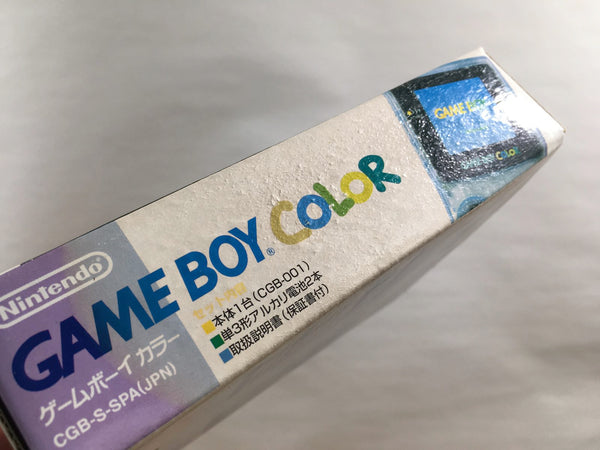 Nintendo
GAME BOY® COLOR
ゲームボーイカラー
CGB-S-SPA(JPN)
セット内容
本体1台(CGB-001)
単3形アルカリ電池2本
取扱説明書(保証書付)
GAME BOY
COLOR